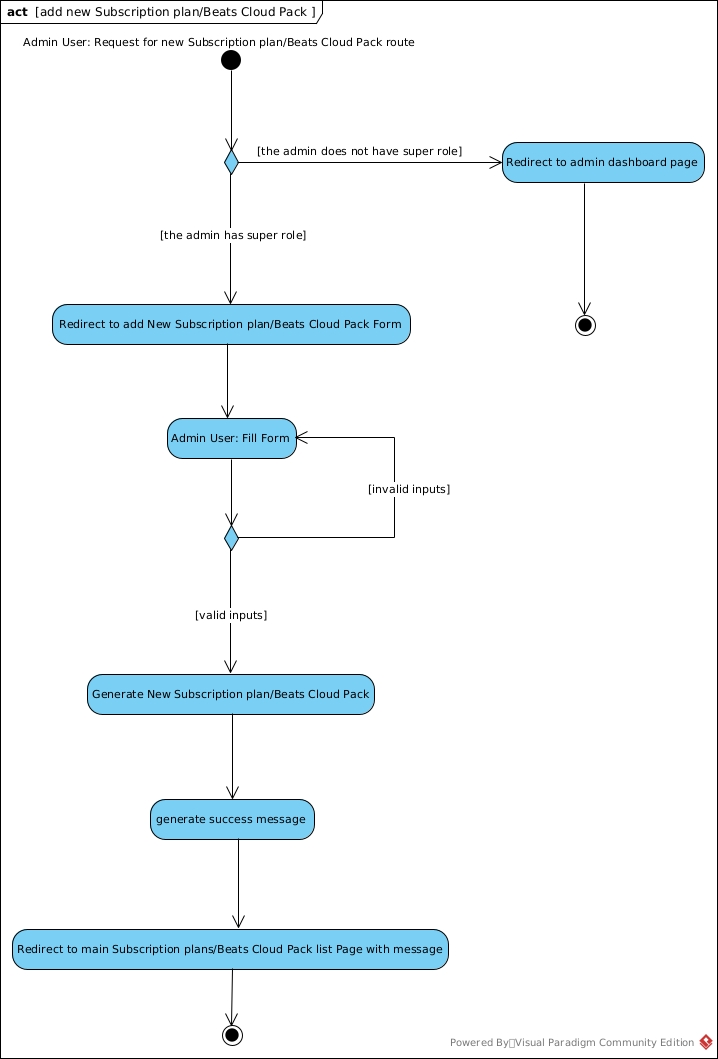 act [add new Subscription plan/Beats Cloud Pack ]
Admin User: Request for new Subscription plan/Beats Cloud Pack route
[the admin does not have super role]
Redirect to admin dashboard page
[the admin has super role]
Redirect to add New Subscription plan/Beats Cloud Pack Form
Admin User: Fill Form
[invalid inputs]
[valid inputs]
Generate New Subscription plan/Beats Cloud Pack
generate success message
Redirect to main Subscription plans/Beats Cloud Pack list Page with message
Powered By Visual Paradigm Community Edition